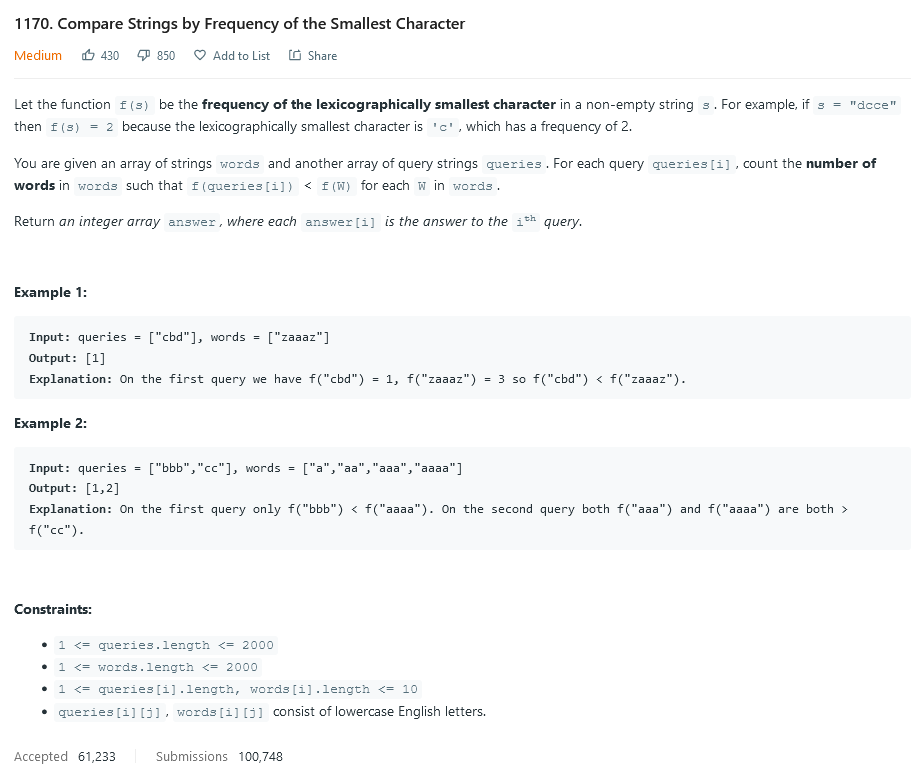 1170. Compare Strings by Frequency of the Smallest Character
Medium 430 850 Add to List Share
Let the function f(s) be the frequency of the lexicographically smallest character in a non-empty string s. For example, if s = "dcce"
then f(s) = 2 because the lexicographically smallest character is 'c', which has a frequency of 2.
You are given an array of strings words and another array of query strings queries. For each query queries[i], count the number of
words in words such that f(queries[i]) < f(W) for each W in words.
Return an integer array answer, where each answer[i] is the answer to the ith query.
Example 1:
Input: queries = ["cbd"], words = ["zaaaz"]
Output: [1]
Explanation: On the first query we have f("cbd") = 1, f("zaaaz") = 3 so f("cbd") < f("zaaaz").
Example 2:
Input: queries = ["bbb","cc"], words = ["a","aa","aaa","aaaa"]
Output: [1,2]
Explanation: On the first query only f("bbb") < f("aaaa"). On the second query both f("aaa") and f("aaaa") are both >
f("cc").
Constraints:
• 1 <= queries.length <= 2000
• 1 <= words.length <= 2000
• 1 <= queries[i].length, words[i].length <= 10
• queries[i][j], words[i][j] consist of lowercase English letters.
Accepted 61,233 Submissions 100,748